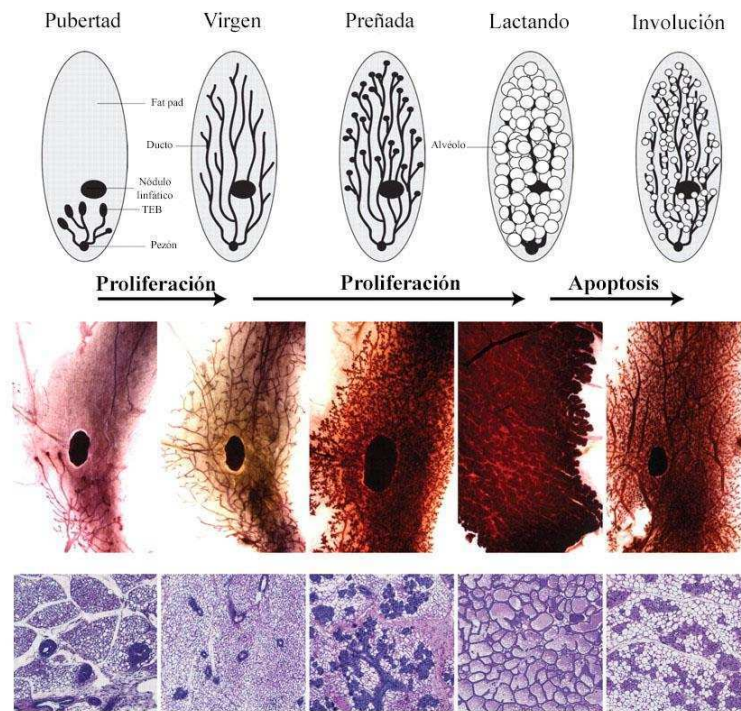 Pubertad
Virgen
Preñada
Lactando
Involución
Fat pad
Ducto
Alvéolo
Nódulo
linfático
TEB
Pezón
Proliferación
Proliferación
Apoptosis